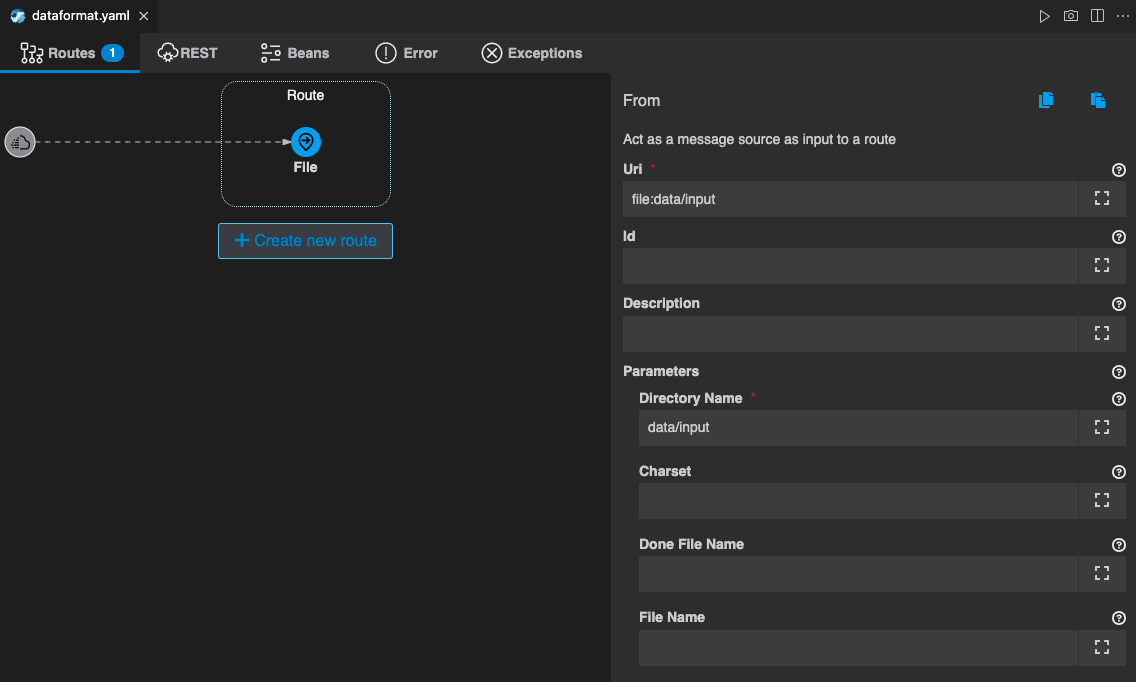 dataformat.yaml
Routes 1 REST Beans Error Exceptions
Route
File
+ Create new route
From
Act as a message source as input to a route
Uri *
file:data/input
Id
Description
Parameters
Directory Name *
data/input
Charset
Done File Name
File Name